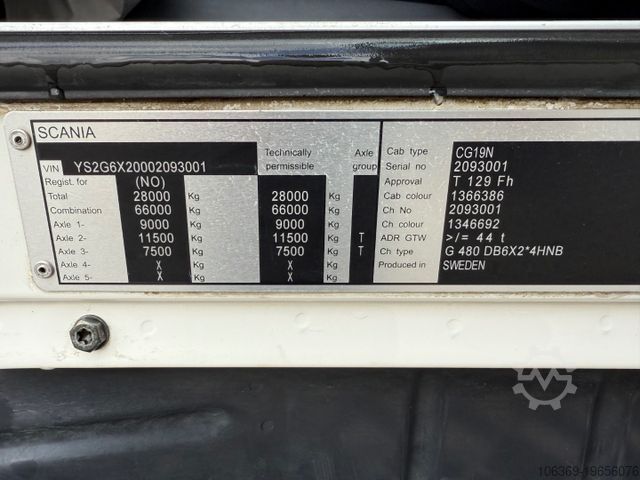 SCANIA
VIN YS2G6X20002093001 Technically permissible Axle group
Regist. for (NO)
Total 28000 Kg 28000 Kg
Combination 66000 Kg 66000 Kg
Axle 1- 9000 Kg 9000 Kg
Axle 2- 11500 Kg 11500 Kg T
Axle 3- 7500 Kg 7500 Kg T
Axle 4- X Kg X Kg
Axle 5- X Kg X Kg
Cab type CG19N
Serial no 2093001
Approval T 129 Fh
Cab colour 1366386
Ch No 2093001
Ch colour 1346692
ADR GTW >/= 44 t
Ch type G 480 DB6X2*4HNB
Produced in SWEDEN
106369-19656076